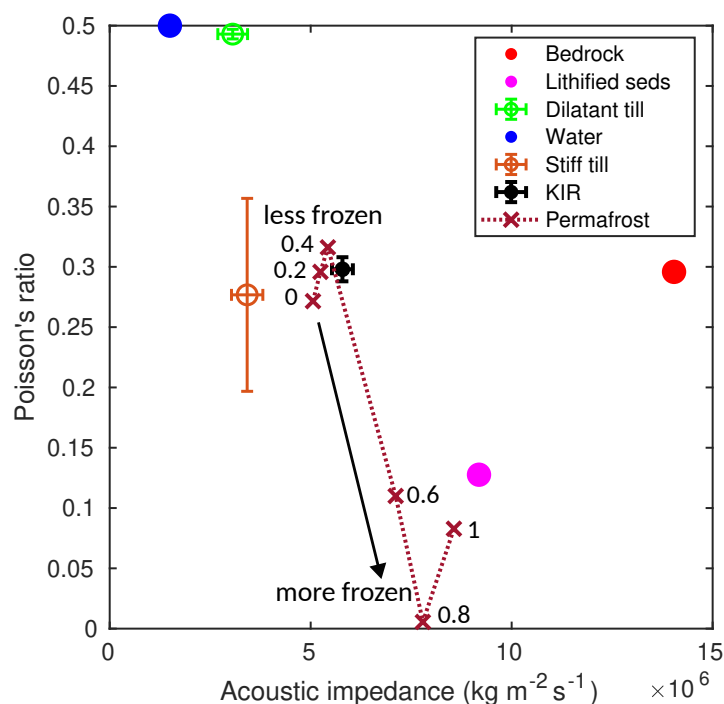 0.5
0.45
0.4
0.35
0.3
0.25
0.2
0.15
0.1
0.05
0
Poisson's ratio
Bedrock
Lithified seds
Dilatant till
Water
Stiff till
KIR
Permafrost
less frozen
0.4
0.2
0
0.6
1
more frozen
0.8
0 5 10 15
Acoustic impedance (kg m⁻² s⁻¹) ×10⁶